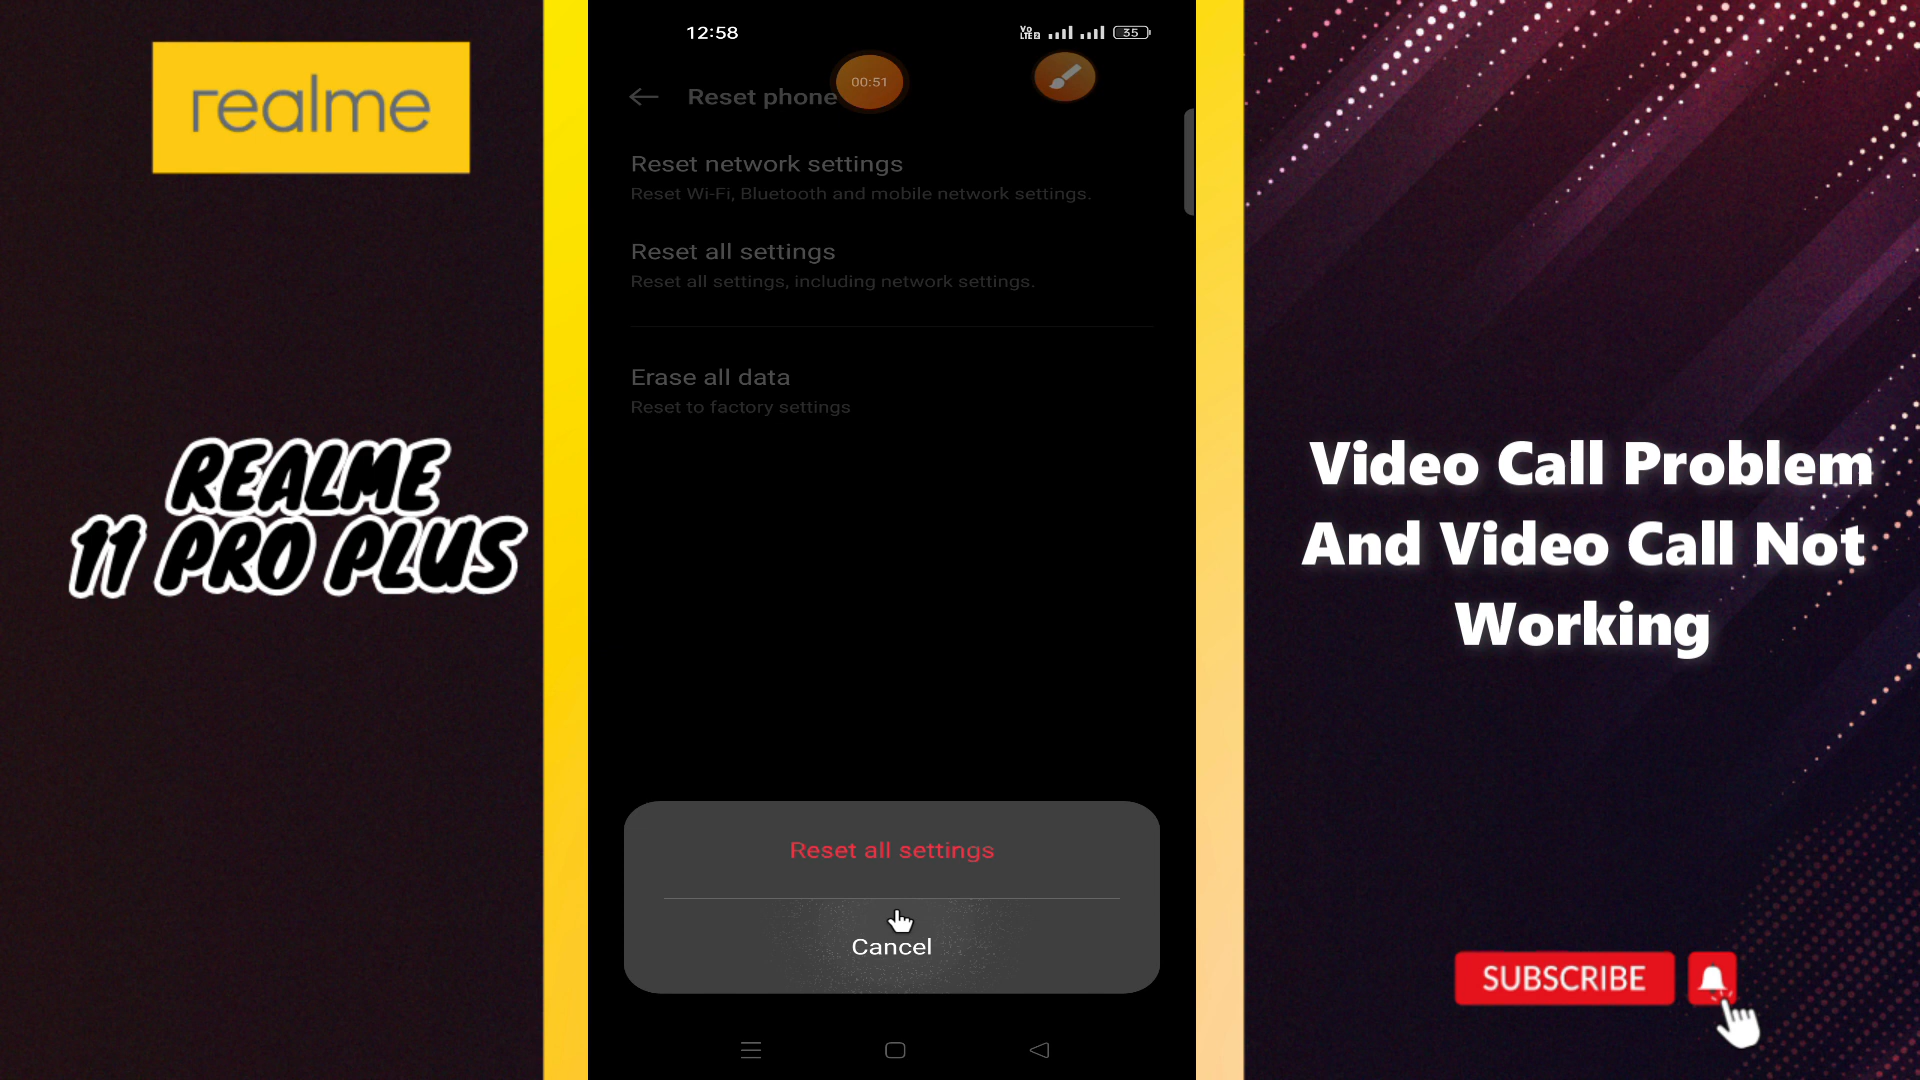 realme
REALME
11 PRO PLUS
12:58
Vo
LTE2
35
00:51
Reset phone
Reset network settings
Reset Wi-Fi, Bluetooth and mobile network settings.
Reset all settings
Reset all settings, including network settings.
Erase all data
Reset to factory settings
Reset all settings
Cancel
Video Call Problem
And Video Call Not
Working
SUBSCRIBE